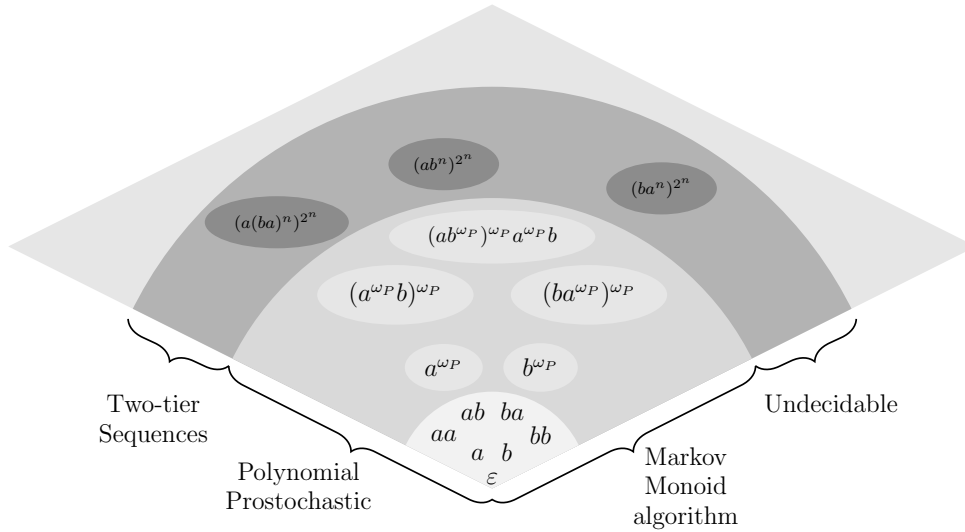 (ab^n)^{2^n}
(ba^n)^{2^n}
(a(ba)^n)^{2^n}
(ab^{ω_P})^{ω_P} a^{ω_P} b
(a^{ω_P} b)^{ω_P} (ba^{ω_P})^{ω_P}
a^{ω_P} b^{ω_P}
ab ba
aa bb
a b
ε
Two-tier
Sequences
Polynomial
Prostochastic
Markov
Monoid
algorithm
Undecidable